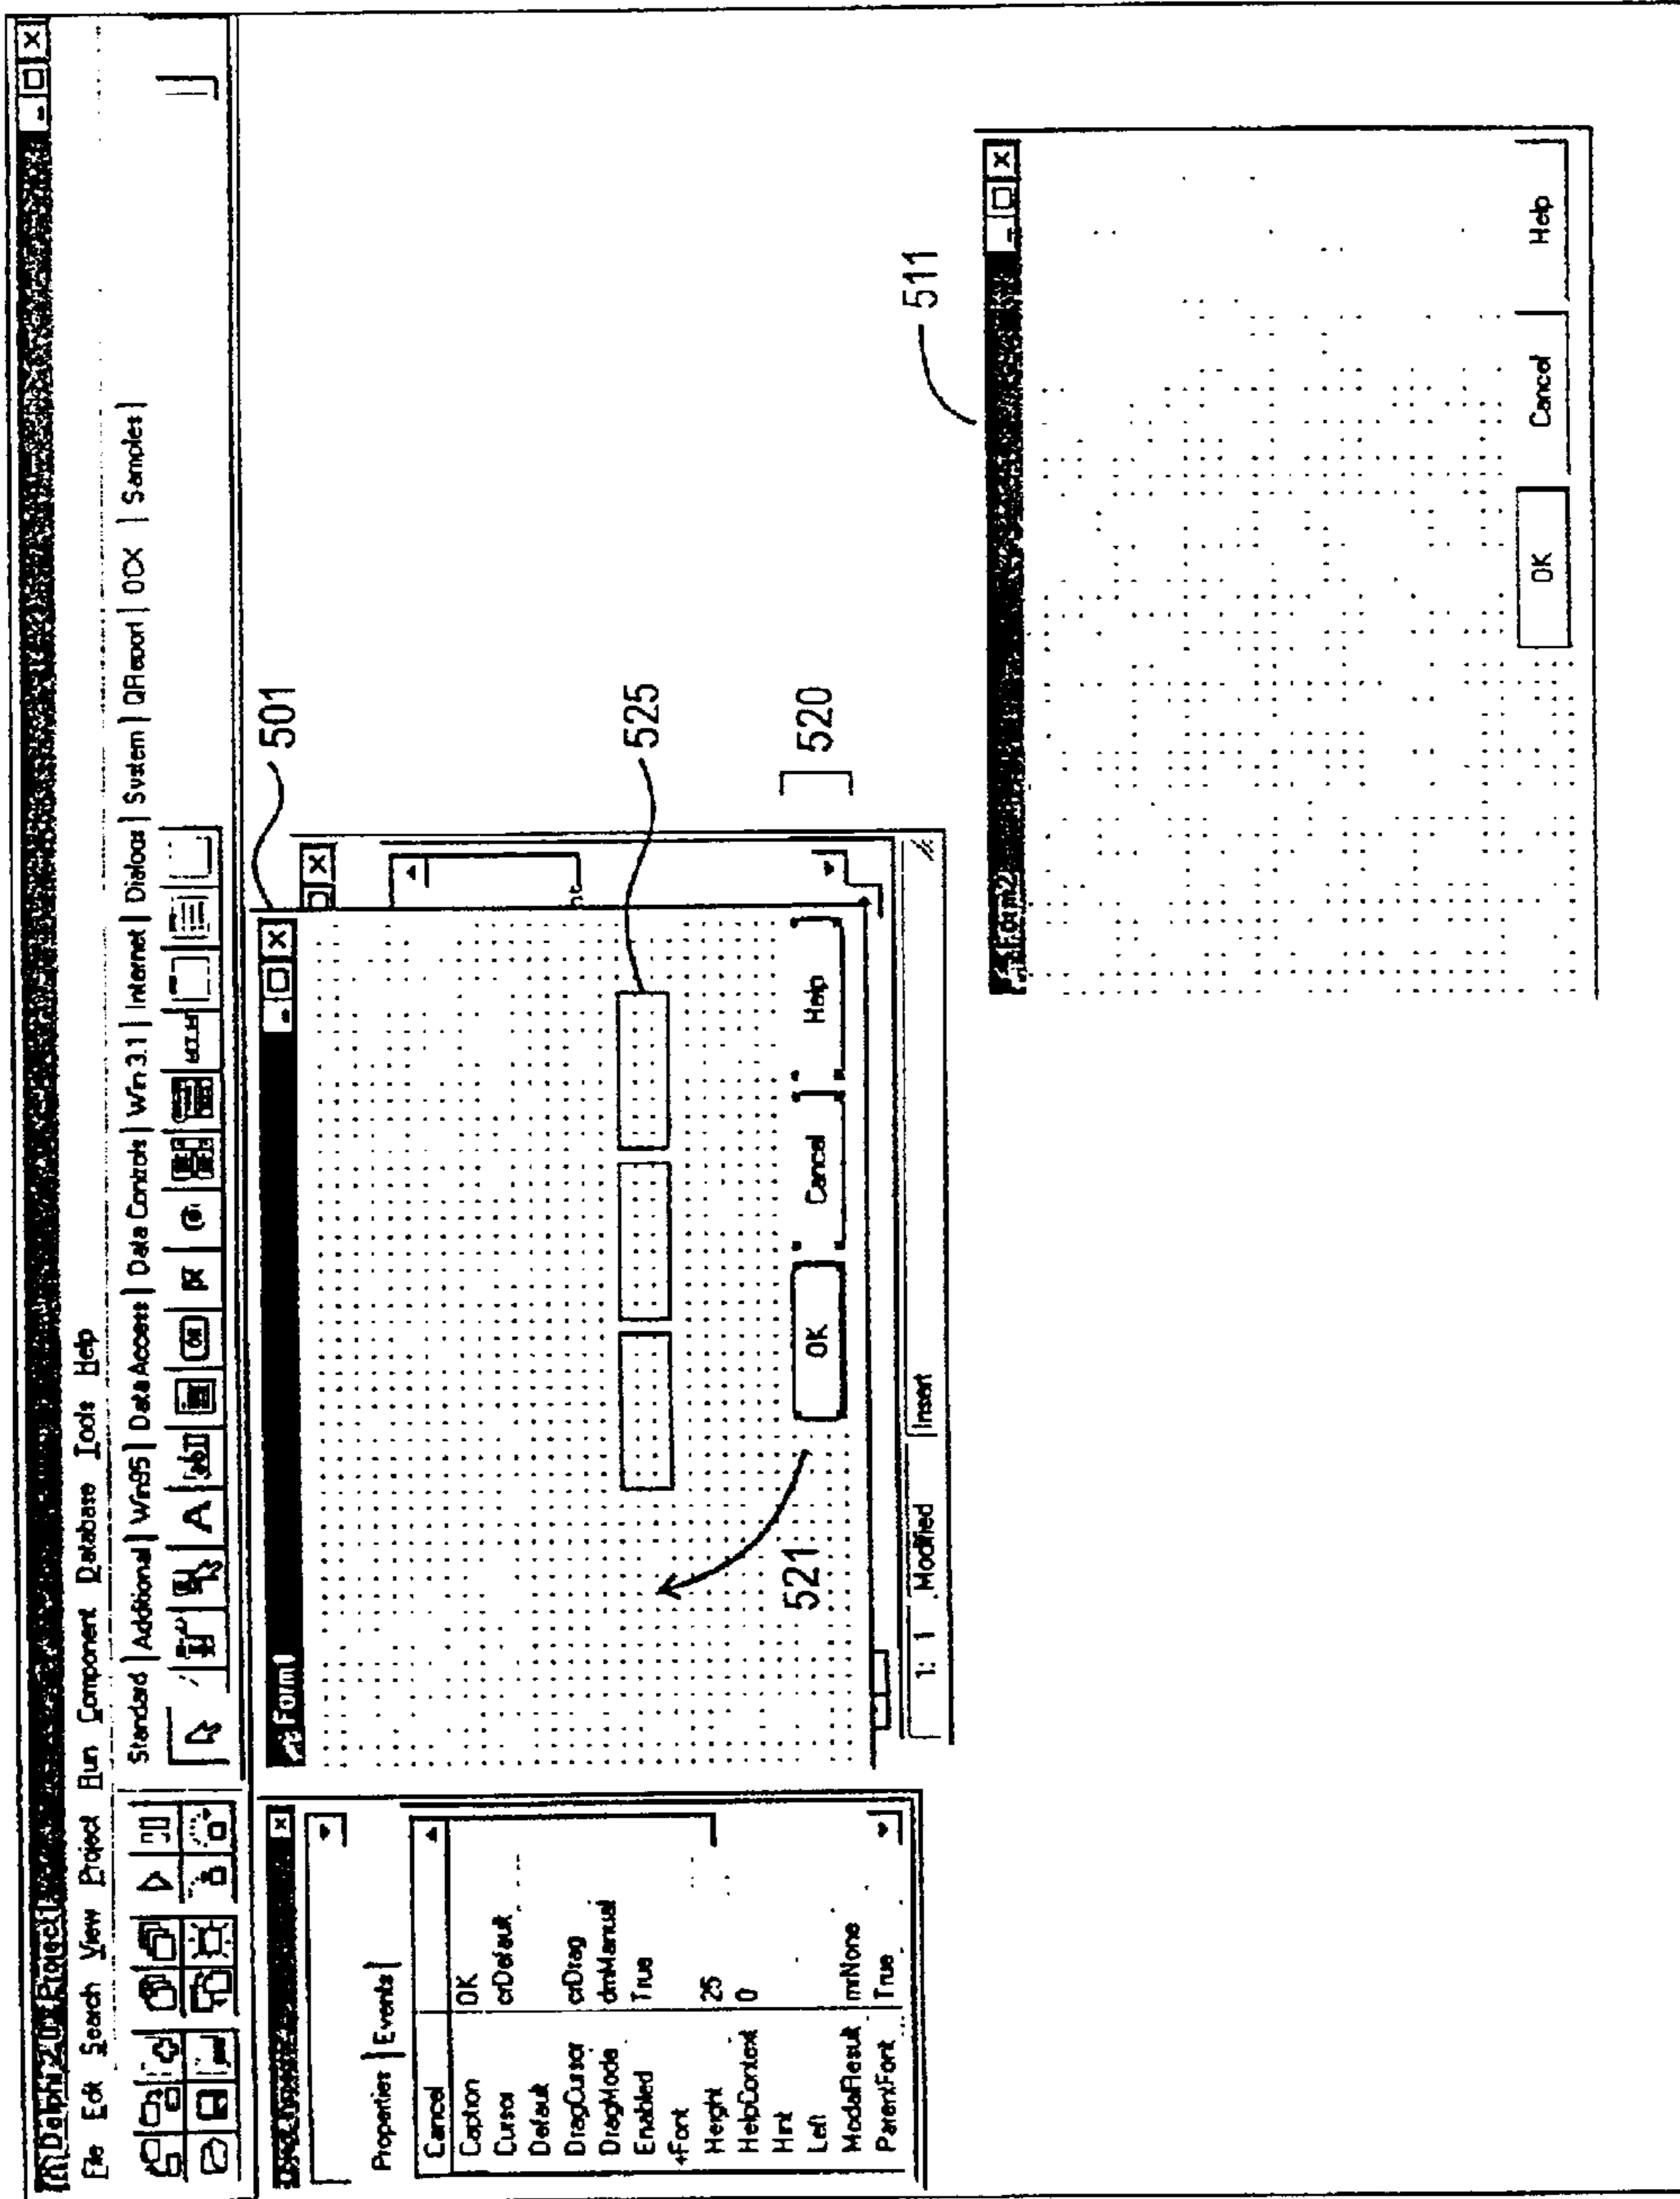 Delphi 2.0 - Project1
File Edit Search View Project Run Component Database Tools Help
Standard Additional Win95 Data Access Data Controls Win 3.1 Internet Dialogs System QReport OCX Samples
Form1
501
Properties Events
Cancel
Caption OK
Cursor crDefault
Default
DragCursor crDrag
DragMode dmManual
Enabled True
+Font
Height 25
HelpContext 0
Hint
Left
ModalResult mrNone
ParentFont True
525
521
OK Cancel Help
520
1: 1 Modified Insert
511
Form2
OK Cancel Help